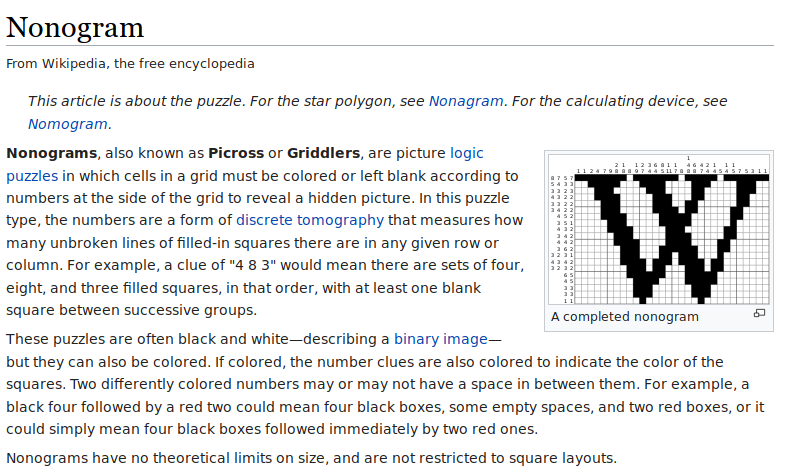 Nonogram
From Wikipedia, the free encyclopedia
This article is about the puzzle. For the star polygon, see Nonagram. For the calculating device, see
Nomogram.
Nonograms, also known as Picross or Griddlers, are picture logic
puzzles in which cells in a grid must be colored or left blank according to
numbers at the side of the grid to reveal a hidden picture. In this puzzle
type, the numbers are a form of discrete tomography that measures how
many unbroken lines of filled-in squares there are in any given row or
column. For example, a clue of "4 8 3" would mean there are sets of four,
eight, and three filled squares, in that order, with at least one blank
square between successive groups.
A completed nonogram
These puzzles are often black and white—describing a binary image—
but they can also be colored. If colored, the number clues are also colored to indicate the color of the
squares. Two differently colored numbers may or may not have a space in between them. For example, a
black four followed by a red two could mean four black boxes, some empty spaces, and two red boxes, or it
could simply mean four black boxes followed immediately by two red ones.
Nonograms have no theoretical limits on size, and are not restricted to square layouts.